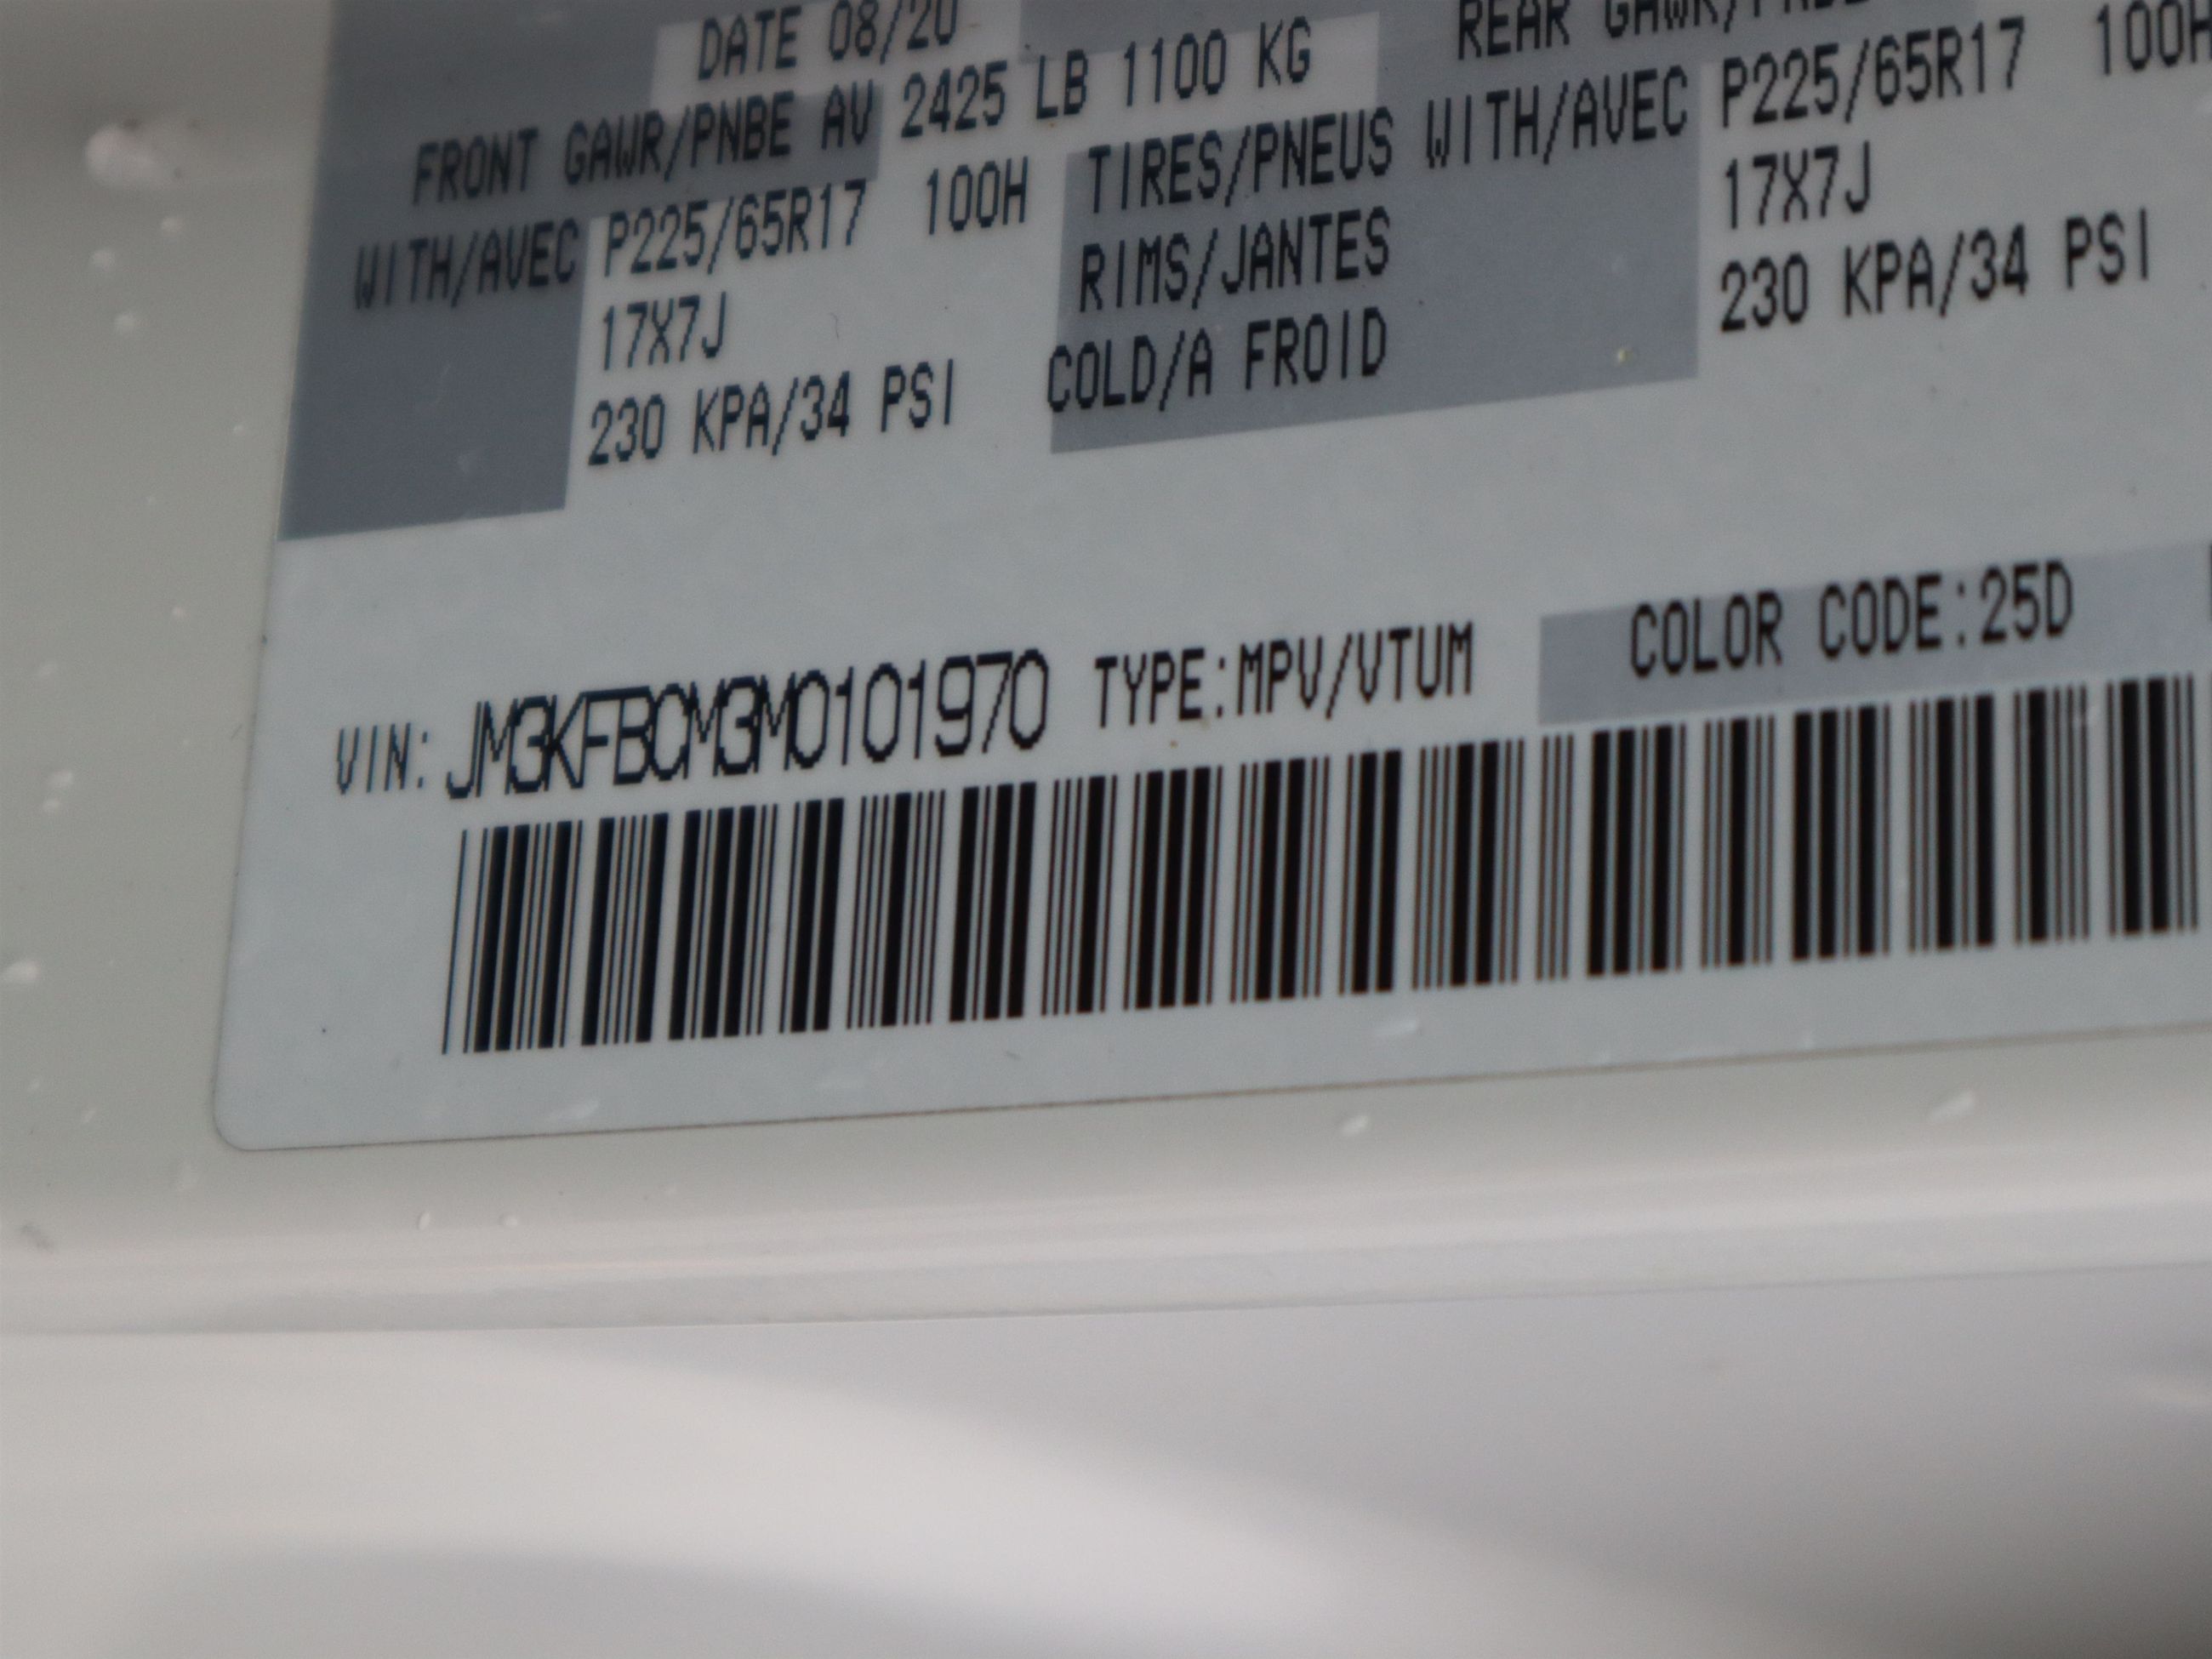 DATE 08/20
FRONT GAWR/PNBE AV 2425 LB 1100 KG REAR GAWR/PNBE
WITH/AVEC P225/65R17 100H TIRES/PNEUS WITH/AVEC P225/65R17 100H
17X7J RIMS/JANTES 17X7J
230 KPA/34 PSI COLD/A FROID 230 KPA/34 PSI
VIN: JM3KFBCM3M0101970 TYPE:MPV/VTUM COLOR CODE:25D